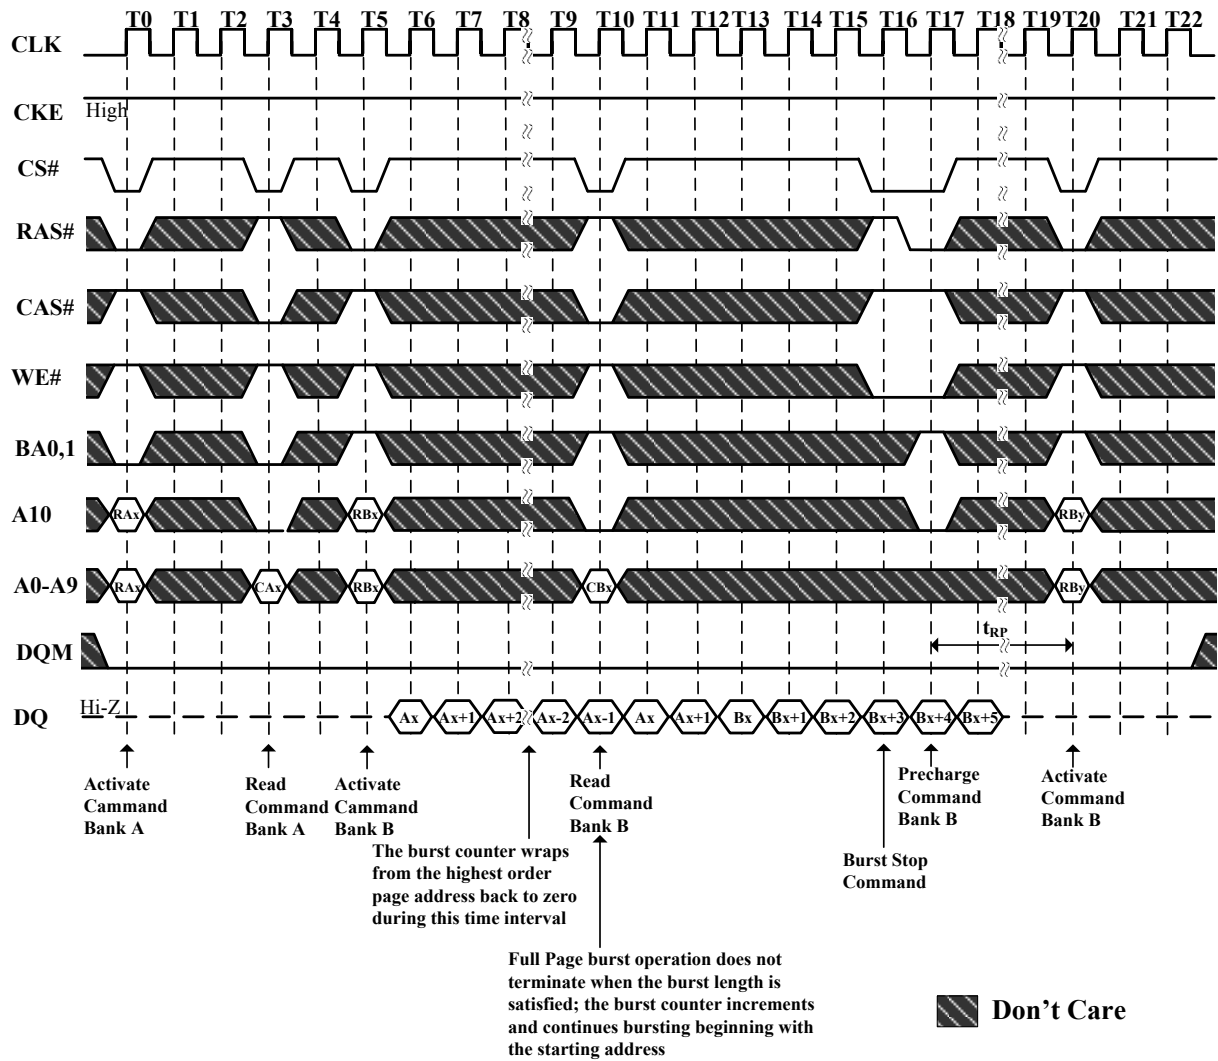 T0 T1 T2 T3 T4 T5 T6 T7 T8 T9 T10 T11 T12 T13 T14 T15 T16 T17 T18 T19 T20 T21 T22
CLK
CKE High
CS#
RAS#
CAS#
WE#
BA0,1
A10 RAx RBx RBy
A0-A9 RAx CAx RBx CBx RBy
tRP
DQM
DQ Hi-Z Ax Ax+1 Ax+2 Ax-2 Ax-1 Ax Ax+1 Bx Bx+1 Bx+2 Bx+3 Bx+4 Bx+5
Activate
Cammand
Bank A
Read
Command
Bank A
Activate
Cammand
Bank B
Read
Command
Bank B
Precharge
Command
Bank B
Activate
Command
Bank B
The burst counter wraps
from the highest order
page address back to zero
during this time interval
Burst Stop
Command
Full Page burst operation does not
terminate when the burst length is
satisfied; the burst counter increments
and continues bursting beginning with
the starting address
Don't Care